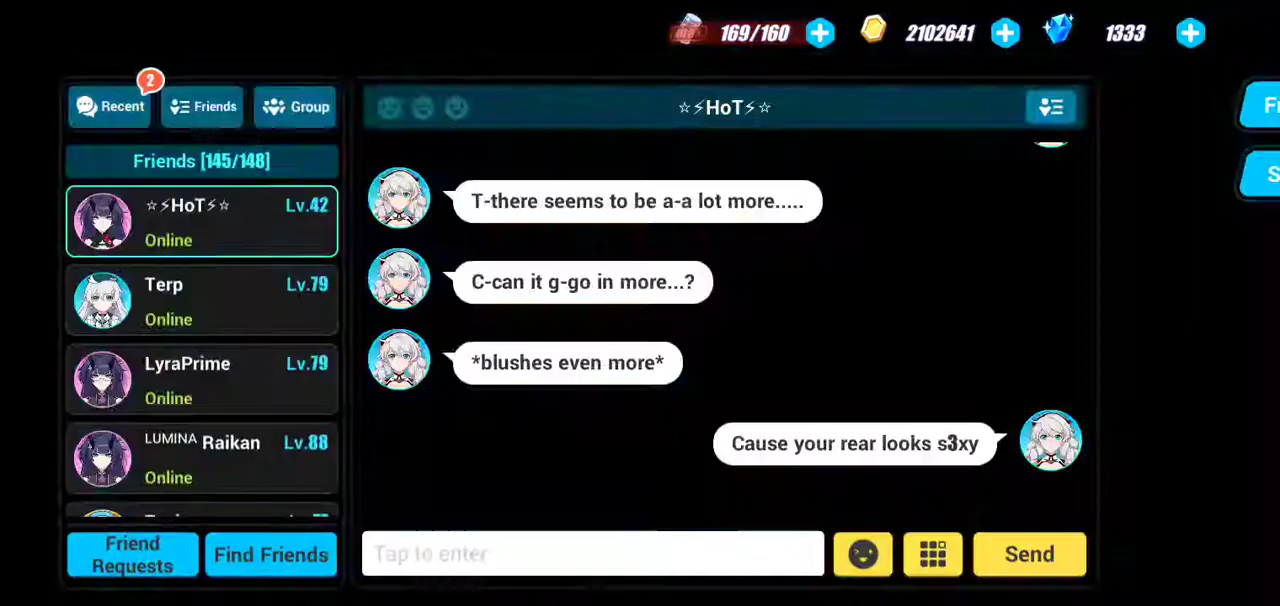 169/160
2102641
1333
2
Recent
Friends
Group
☆⚡HoT⚡☆
Friends [145/148]
☆⚡HoT⚡☆ Lv.42
Online
Terp Lv.79
Online
LyraPrime Lv.79
Online
LUMINA Raikan Lv.88
Online
T-there seems to be a-a lot more.....
C-can it g-go in more...?
*blushes even more*
Cause your rear looks s3xy
Friend
Requests
Find Friends
Tap to enter
Send